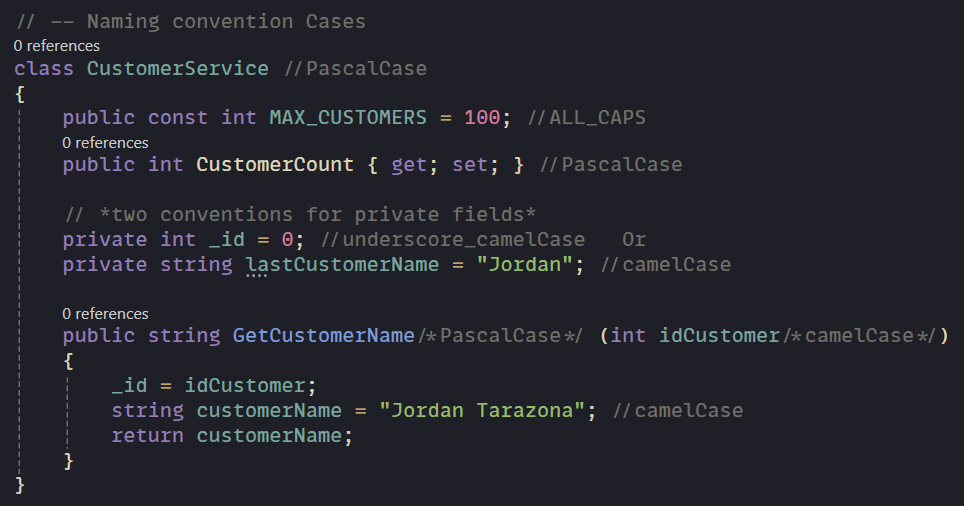 // -- Naming convention Cases
0 references
class CustomerService //PascalCase
{
public const int MAX_CUSTOMERS = 100; //ALL_CAPS
0 references
public int CustomerCount { get; set; } //PascalCase
// *two conventions for private fields*
private int _id = 0; //underscore_camelCase   Or
private string lastCustomerName = "Jordan"; //camelCase
0 references
public string GetCustomerName/*PascalCase*/ (int idCustomer/*camelCase*/)
{
_id = idCustomer;
string customerName = "Jordan Tarazona"; //camelCase
return customerName;
}
}